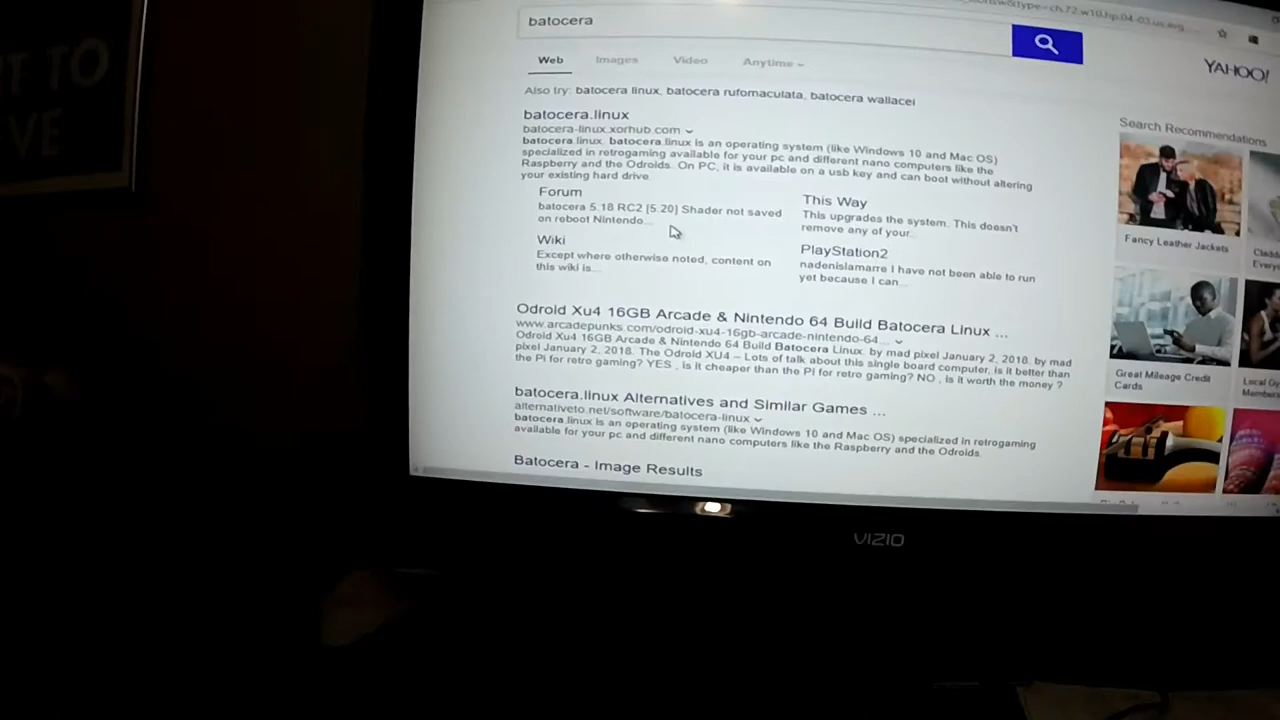 batocera
YAHOO!
Web Images Video Anytime
Also try: batocera linux, batocera rufomaculata, batocera wallacei
batocera.linux
batocera-linux.xorhub.com
batocera.linux. batocera.linux is an operating system (like Windows 10 and Mac OS)
specialized in retrogaming available for your pc and different nano computers like the
Raspberry and the Odroids. On PC, it is available on a usb key and can boot without altering
your existing hard drive.
Forum
batocera 5.18 RC2 [5.20] Shader not saved
on reboot Nintendo...
This Way
This upgrades the system. This doesn't
remove any of your...
Wiki
Except where otherwise noted, content on
this wiki is...
PlayStation2
nadenislamarre I have not been able to run
yet because I can...
Odroid Xu4 16GB Arcade & Nintendo 64 Build Batocera Linux ...
www.arcadepunks.com/odroid-xu4-16gb-arcade-nintendo-64...
Odroid Xu4 16GB Arcade & Nintendo 64 Build Batocera Linux. by mad pixel January 2, 2018. by mad
pixel January 2, 2018. The Odroid XU4 – Lots of talk about this single board computer, is it better than
the Pi for retro gaming? YES , is it cheaper than the Pi for retro gaming? NO , is it worth the money ?
batocera.linux Alternatives and Similar Games ...
alternativeto.net/software/batocera-linux
batocera.linux is an operating system (like Windows 10 and Mac OS) specialized in retrogaming
available for your pc and different nano computers like the Raspberry and the Odroids.
Batocera - Image Results
Search Recommendations
Fancy Leather Jackets
Great Mileage Credit
Cards
VIZIO